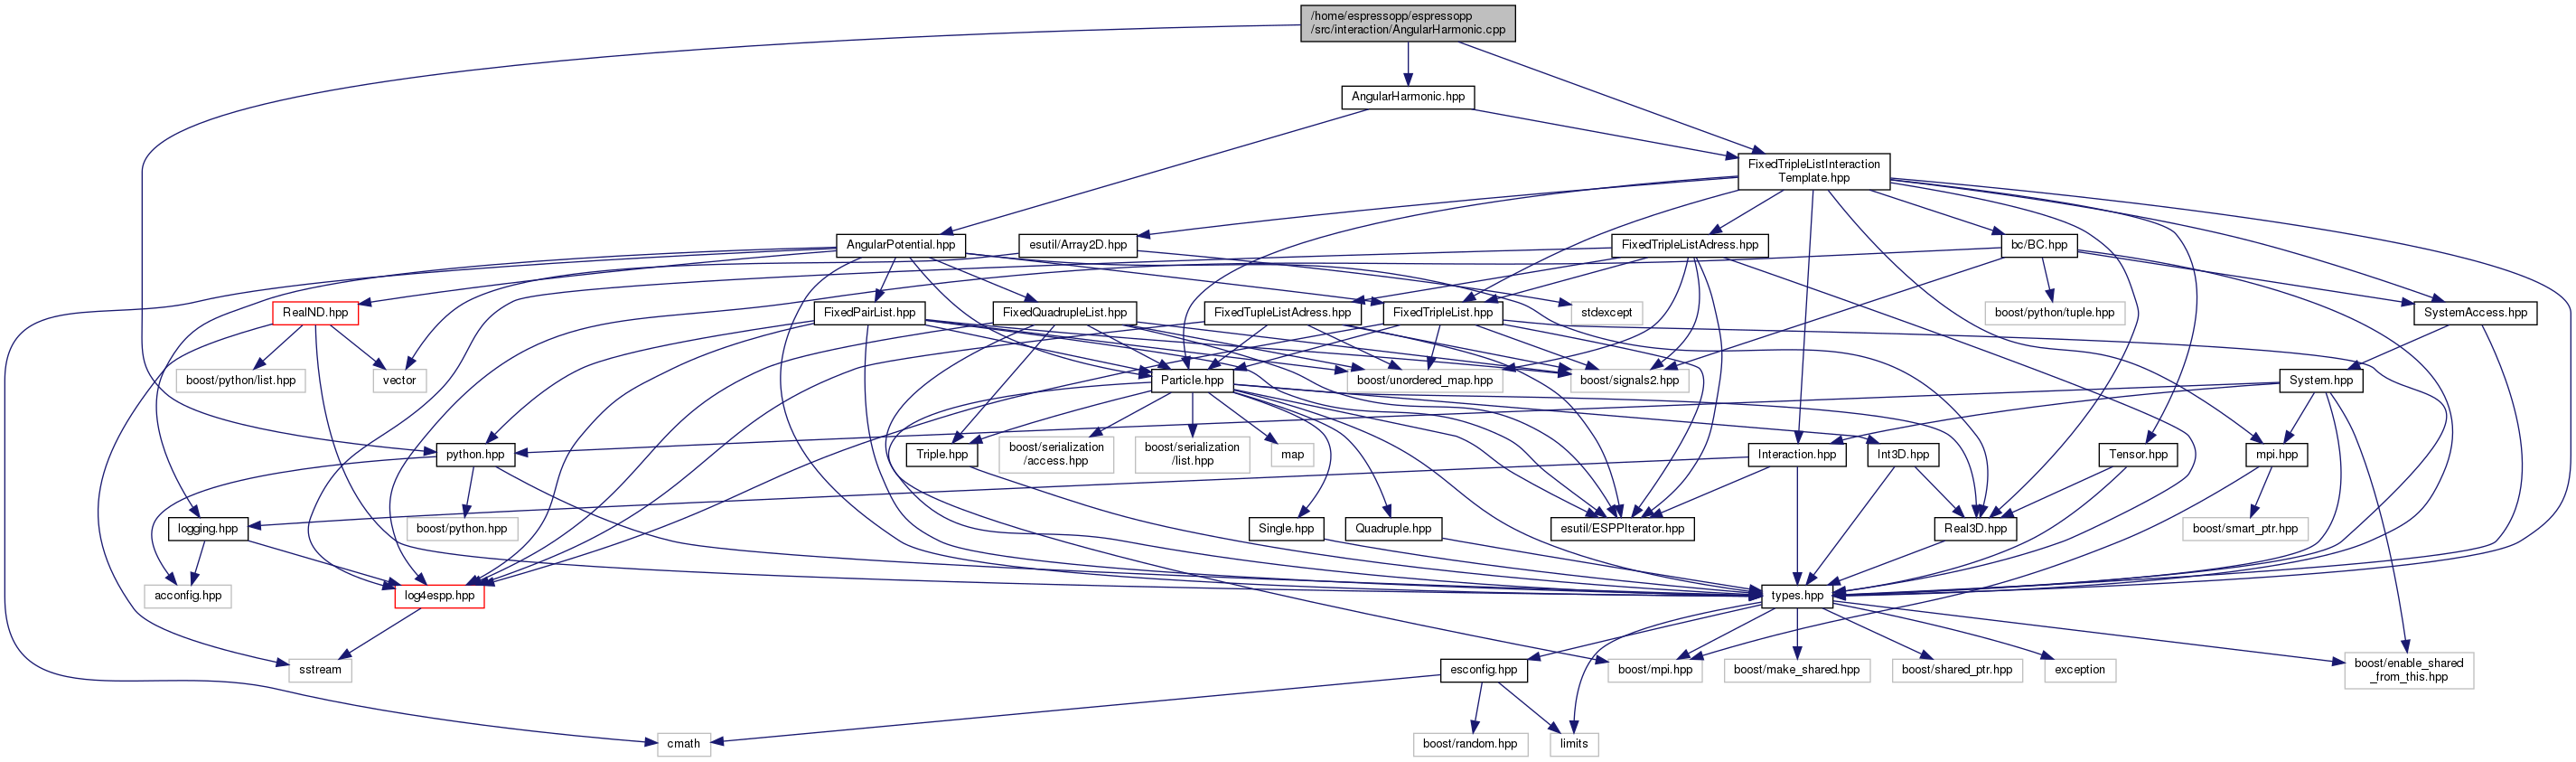 /home/espressopp/espressopp
/src/interaction/AngularHarmonic.cpp
AngularHarmonic.hpp
FixedTripleListInteraction
Template.hpp
AngularPotential.hpp
esutil/Array2D.hpp
FixedTripleListAdress.hpp
bc/BC.hpp
RealND.hpp
FixedPairList.hpp
FixedQuadrupleList.hpp
FixedTupleListAdress.hpp
FixedTripleList.hpp
stdexcept
boost/python/tuple.hpp
SystemAccess.hpp
boost/python/list.hpp
vector
Particle.hpp
boost/unordered_map.hpp
boost/signals2.hpp
System.hpp
python.hpp
Triple.hpp
boost/serialization
/access.hpp
boost/serialization
/list.hpp
map
Interaction.hpp
Int3D.hpp
Tensor.hpp
mpi.hpp
logging.hpp
boost/python.hpp
Single.hpp
Quadruple.hpp
esutil/ESPPIterator.hpp
Real3D.hpp
boost/smart_ptr.hpp
acconfig.hpp
log4espp.hpp
types.hpp
sstream
esconfig.hpp
boost/mpi.hpp
boost/make_shared.hpp
boost/shared_ptr.hpp
exception
boost/enable_shared
_from_this.hpp
cmath
boost/random.hpp
limits